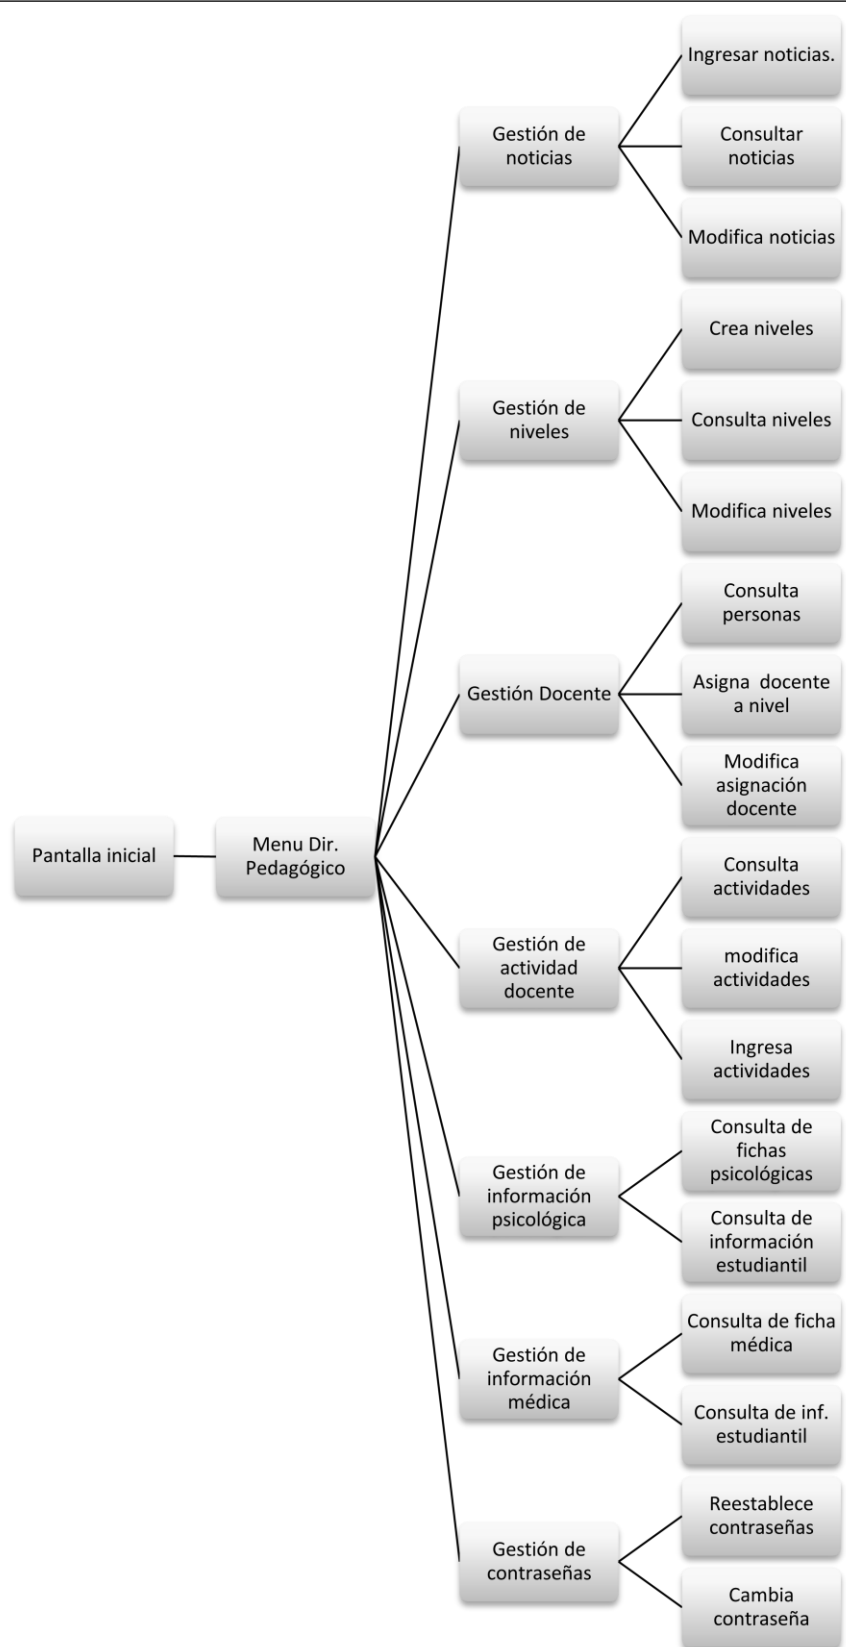 Pantalla inicial
Menu Dir.
Pedagógico
Gestión de
noticias
Ingresar noticias.
Consultar
noticias
Modifica noticias
Gestión de
niveles
Crea niveles
Consulta niveles
Modifica niveles
Gestión Docente
Consulta
personas
Asigna  docente
a nivel
Modifica
asignación
docente
Gestión de
actividad
docente
Consulta
actividades
modifica
actividades
Ingresa
actividades
Gestión de
información
psicológica
Consulta de
fichas
psicológicas
Consulta de
información
estudiantil
Gestión de
información
médica
Consulta de ficha
médica
Consulta de inf.
estudiantil
Gestión de
contraseñas
Reestablece
contraseñas
Cambia
contraseña